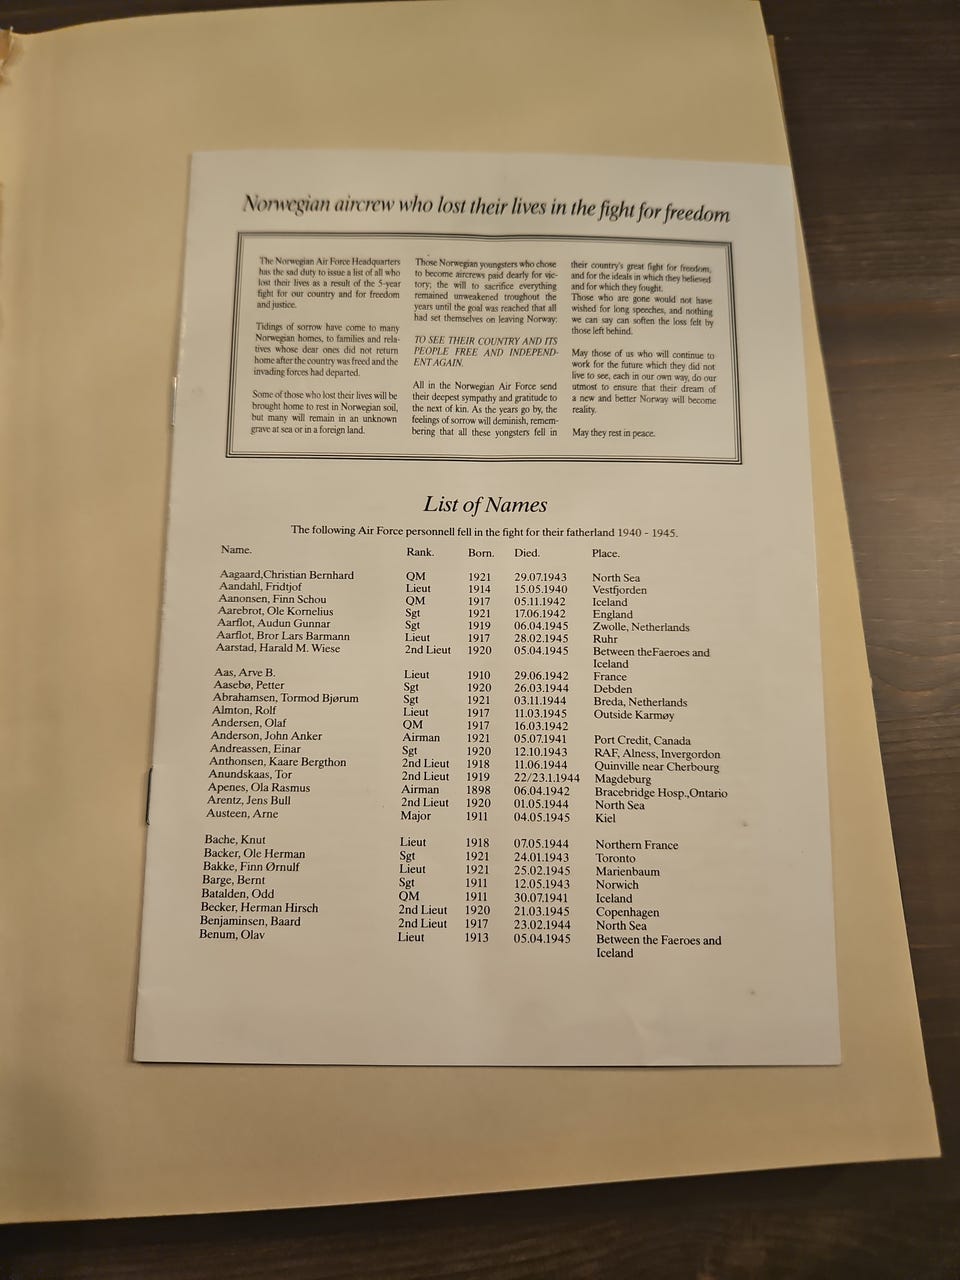 Norwegian aircrew who lost their lives in the fight for freedom
The Norwegian Air Force Headquarters
has the sad duty to issue a list of all who
lost their lives as a result of the 5-year
fight for our country and for freedom
and justice.
Tidings of sorrow have come to many
Norwegian homes, to families and rela-
tives whose dear ones did not return
home after the country was freed and the
invading forces had departed.
Some of those who lost their lives will be
brought home to rest in Norwegian soil,
but many will remain in an unknown
grave at sea or in a foreign land.
Those Norwegian youngsters who chose
to become aircrews paid dearly for vic-
tory; the will to sacrifice everything
remained unweakened troughout the
years until the goal was reached that all
had set themselves on leaving Norway:
TO SEE THEIR COUNTRY AND ITS
PEOPLE FREE AND INDEPEND-
ENT AGAIN.
All in the Norwegian Air Force send
their deepest sympathy and gratitude to
the next of kin. As the years go by, the
feelings of sorrow will deminish, remem-
bering that all these yongsters fell in
their country's great fight for freedom,
and for the ideals in which they believed
and for which they fought.
Those who are gone would not have
wished for long speeches, and nothing
we can say can soften the loss felt by
those left behind.
May those of us who will continue to
work for the future which they did not
live to see, each in our own way, do our
utmost to ensure that their dream of
a new and better Norway will become
reality.
May they rest in peace.
List of Names
The following Air Force personnell fell in the fight for their fatherland 1940 - 1945.
Name. Rank. Born. Died. Place.
Aagaard,Christian Bernhard QM 1921 29.07.1943 North Sea
Aandahl, Fridtjof Lieut 1914 15.05.1940 Vestfjorden
Aanonsen, Finn Schou QM 1917 05.11.1942 Iceland
Aarebrot, Ole Kornelius Sgt 1921 17.06.1942 England
Aarflot, Audun Gunnar Sgt 1919 06.04.1945 Zwolle, Netherlands
Aarflot, Bror Lars Barmann Lieut 1917 28.02.1945 Ruhr
Aarstad, Harald M. Wiese 2nd Lieut 1920 05.04.1945 Between theFaeroes and
Iceland
Aas, Arve B. Lieut 1910 29.06.1942 France
Aasebø, Petter Sgt 1920 26.03.1944 Debden
Abrahamsen, Tormod Bjørum Sgt 1921 03.11.1944 Breda, Netherlands
Almton, Rolf Lieut 1917 11.03.1945 Outside Karmøy
Andersen, Olaf QM 1917 16.03.1942
Anderson, John Anker Airman 1921 05.07.1941 Port Credit, Canada
Andreassen, Einar Sgt 1920 12.10.1943 RAF, Alness, Invergordon
Anthonsen, Kaare Bergthon 2nd Lieut 1918 11.06.1944 Quinville near Cherbourg
Anundskaas, Tor 2nd Lieut 1919 22/23.1.1944 Magdeburg
Apenes, Ola Rasmus Airman 1898 06.04.1942 Bracebridge Hosp.,Ontario
Arentz, Jens Bull 2nd Lieut 1920 01.05.1944 North Sea
Austeen, Arne Major 1911 04.05.1945 Kiel
Bache, Knut Lieut 1918 07.05.1944 Northern France
Backer, Ole Herman Sgt 1921 24.01.1943 Toronto
Bakke, Finn Ørnulf Lieut 1921 25.02.1945 Marienbaum
Barge, Bernt Sgt 1911 12.05.1943 Norwich
Batalden, Odd QM 1911 30.07.1941 Iceland
Becker, Herman Hirsch 2nd Lieut 1920 21.03.1945 Copenhagen
Benjaminsen, Baard 2nd Lieut 1917 23.02.1944 North Sea
Benum, Olav Lieut 1913 05.04.1945 Between the Faeroes and
Iceland